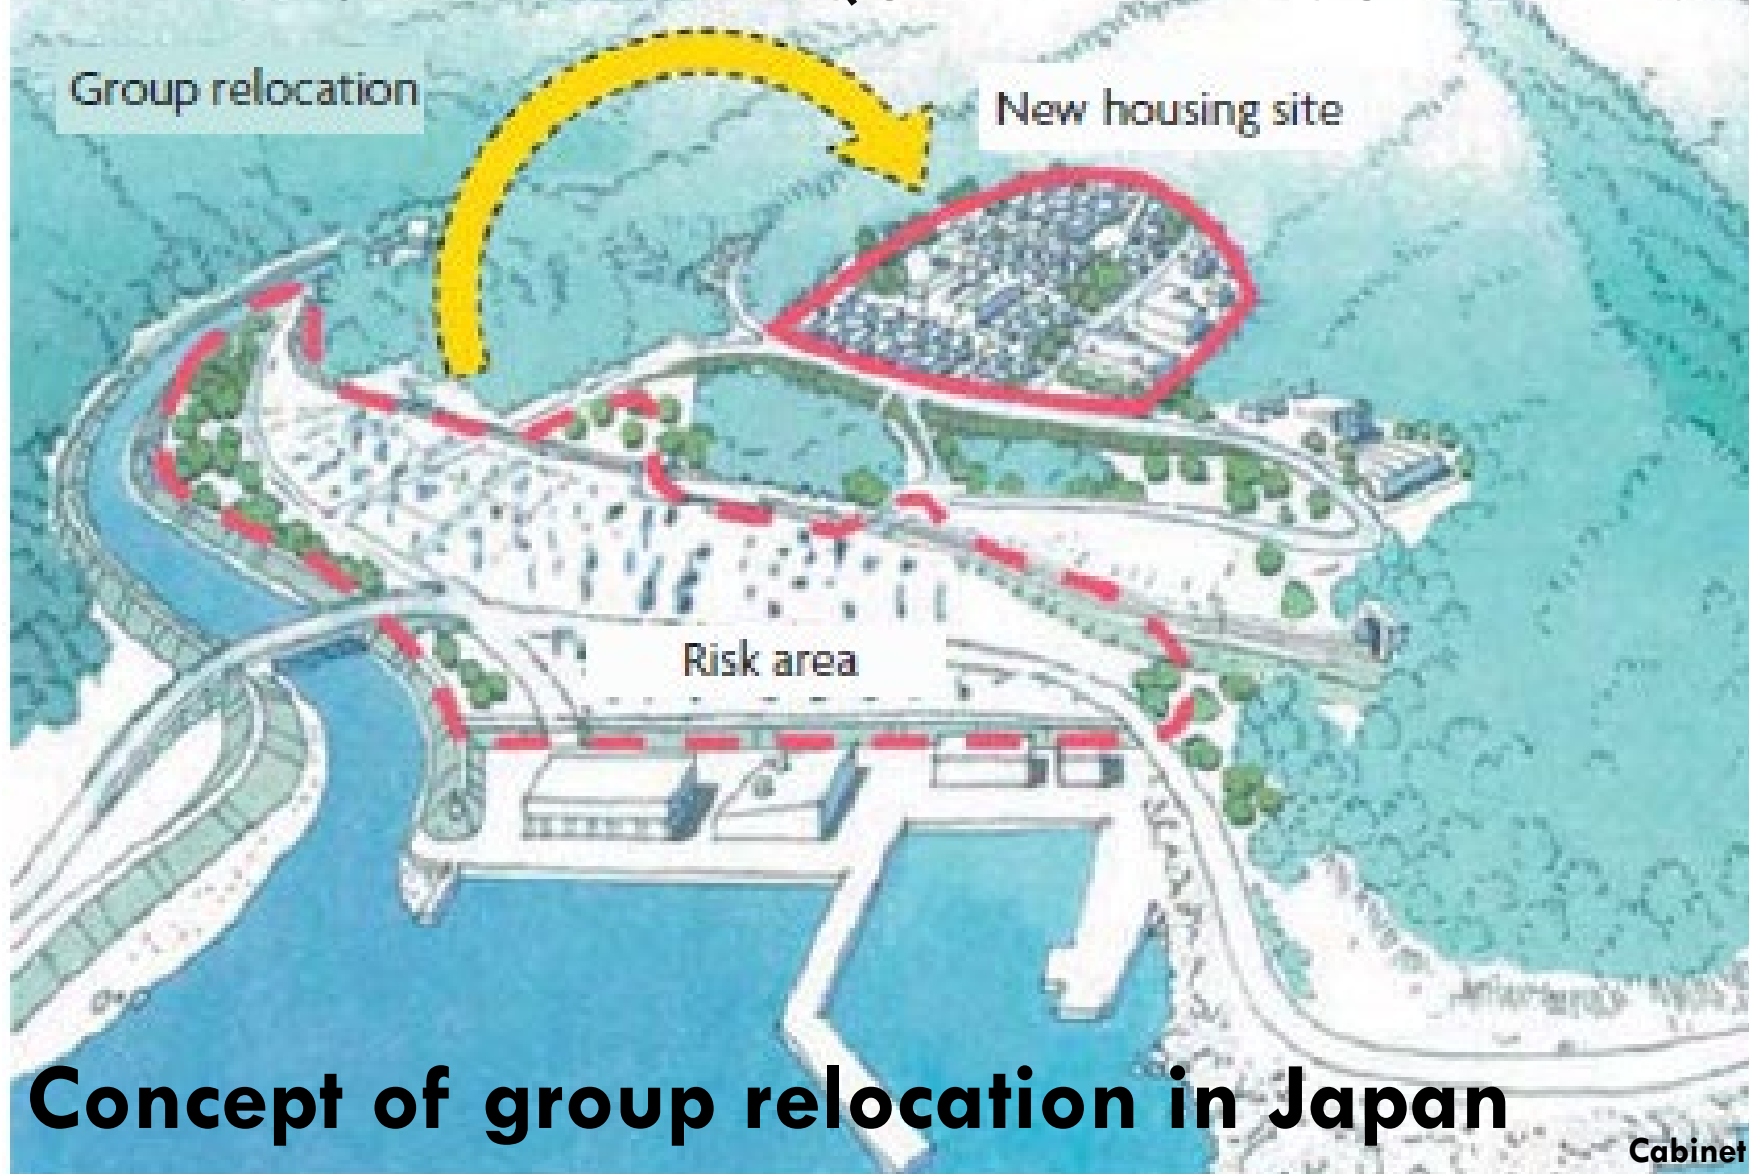 Group relocation
New housing site
Risk area
Concept of group relocation in Japan
Cabinet